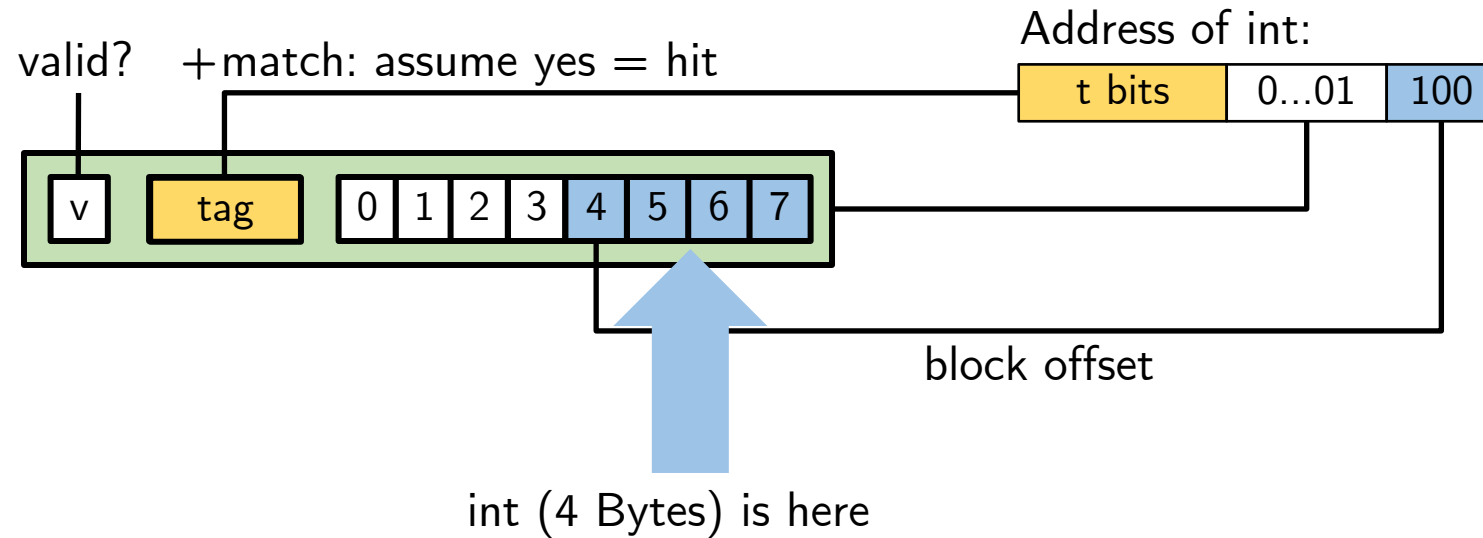 Address of int:
valid? +match: assume yes = hit
t bits 0...01 100
v tag 0 1 2 3 4 5 6 7
block offset
int (4 Bytes) is here